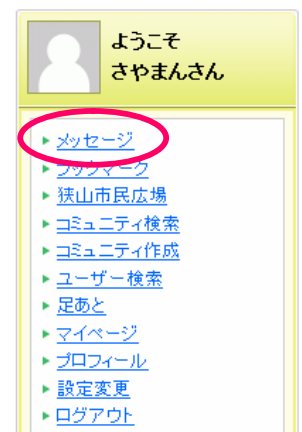 ようこそ
さやまんさん
メッセージ
ブックマーク
狭山市民広場
コミュニティ検索
コミュニティ作成
ユーザー検索
足あと
マイページ
プロフィール
設定変更
ログアウト